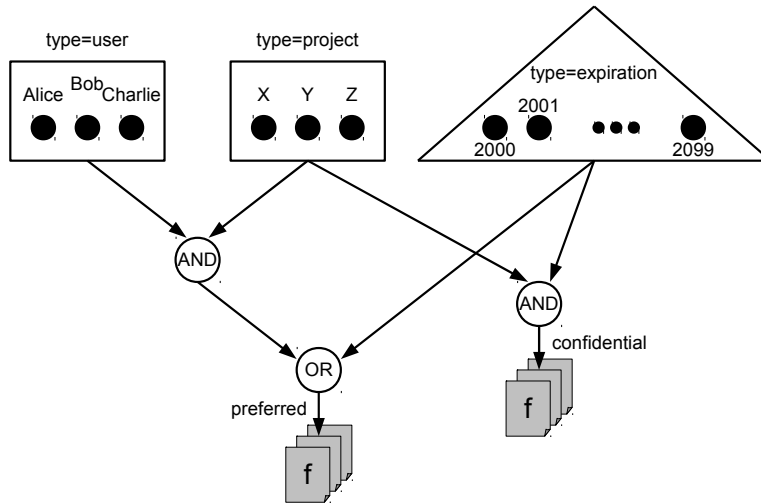 type=user
type=project
type=expiration
Alice Bob Charlie
X Y Z
2000 2001 2099
AND
AND
OR
confidential
preferred
f
f